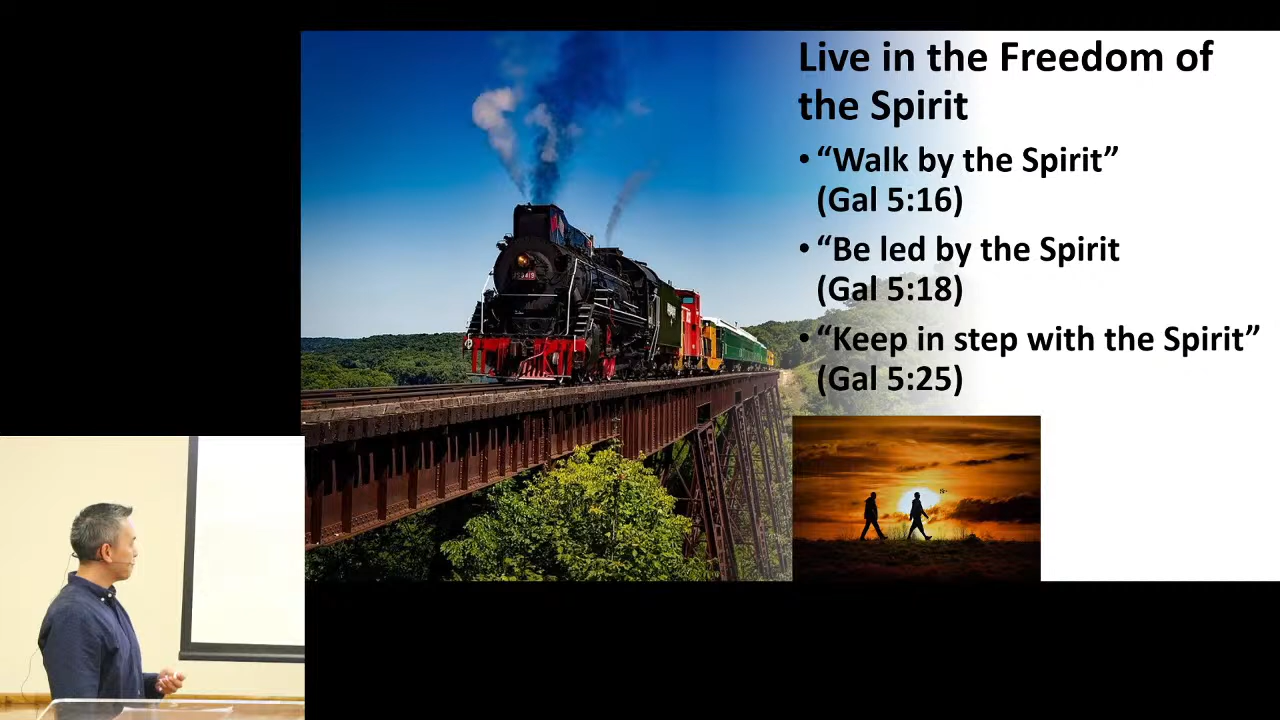 Live in the Freedom of
the Spirit
• “Walk by the Spirit”
(Gal 5:16)
• “Be led by the Spirit
(Gal 5:18)
• “Keep in step with the Spirit”
(Gal 5:25)